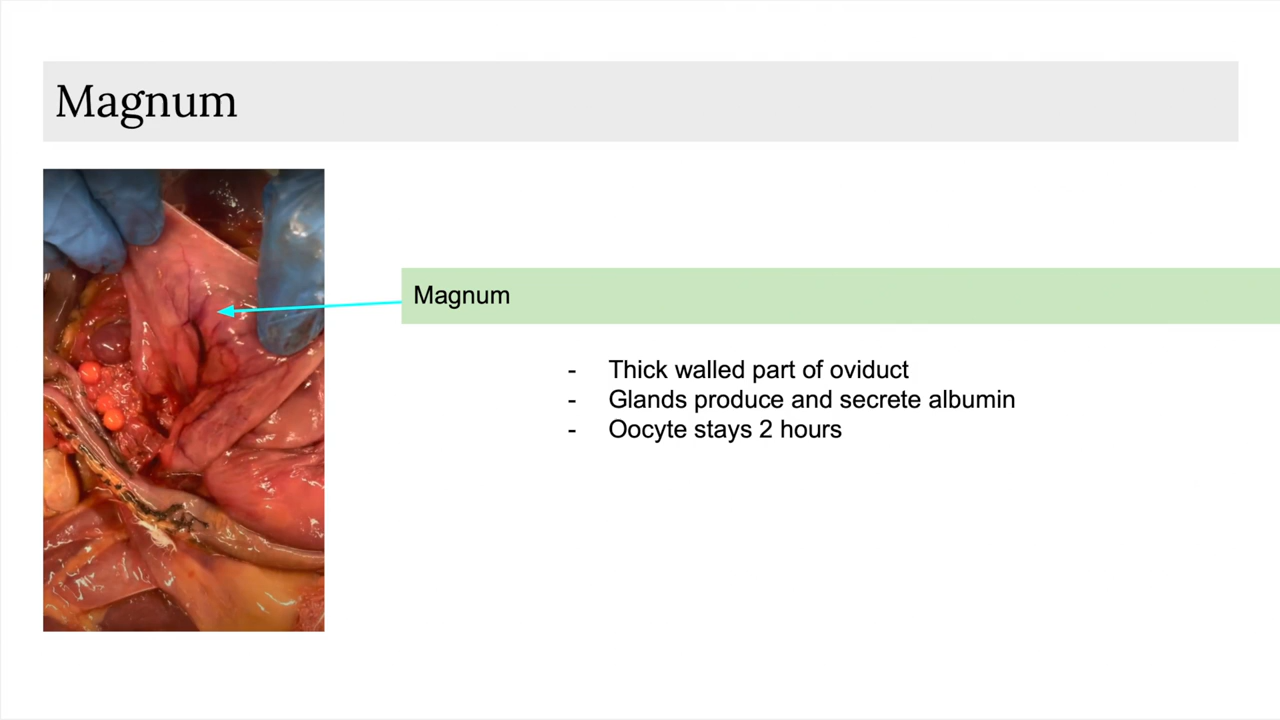 Magnum
Magnum
- Thick walled part of oviduct
- Glands produce and secrete albumin
- Oocyte stays 2 hours